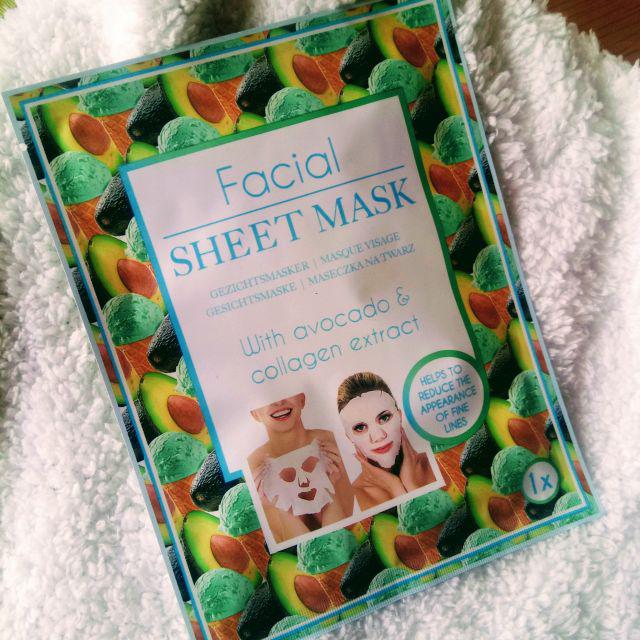 Facial
SHEET MASK
GEZICHTSMASKER | MASQUE VISAGE
GESICHTSMASKE | MASECZKA NA TWARZ
With avocado &
collagen extract
HELPS TO
REDUCE THE
APPEARANCE
OF FINE
LINES
1x